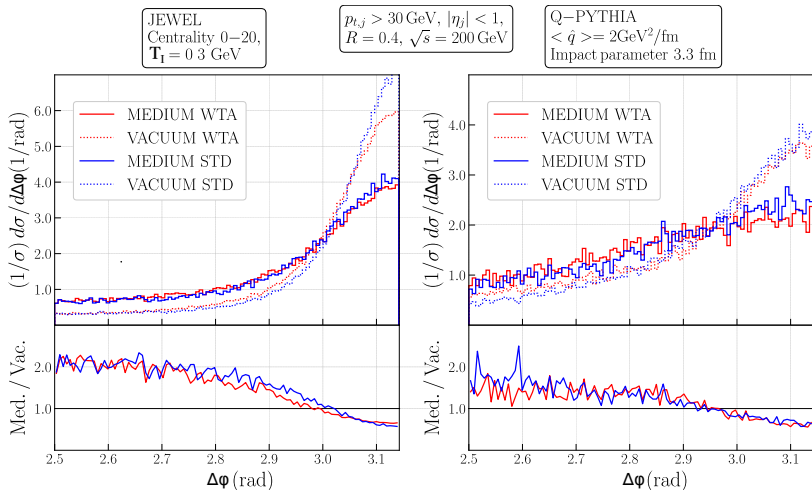 JEWEL
Centrality 0−20,
T_I = 0 3 GeV
p_{t,j} > 30 GeV, |η_j| < 1,
R = 0.4, √s = 200 GeV
Q−PYTHIA
< q̂ >= 2GeV²/fm
Impact parameter 3.3 fm
(1/σ) dσ/dΔφ(1/rad)
6.0
5.0
4.0
3.0
2.0
1.0
MEDIUM WTA
VACUUM WTA
MEDIUM STD
VACUUM STD
(1/σ) dσ/dΔφ(1/rad)
4.0
3.0
2.0
1.0
MEDIUM WTA
VACUUM WTA
MEDIUM STD
VACUUM STD
Med. / Vac.
2.0
1.0
2.5 2.6 2.7 2.8 2.9 3.0 3.1
Δφ (rad)
Med. / Vac.
2.0
1.0
2.5 2.6 2.7 2.8 2.9 3.0 3.1
Δφ (rad)